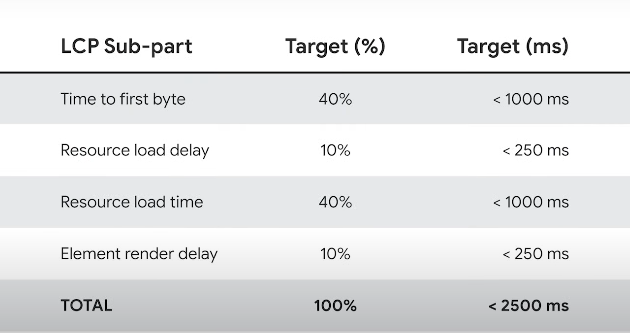 LCP Sub-part Target (%) Target (ms)
Time to first byte 40% < 1000 ms
Resource load delay 10% < 250 ms
Resource load time 40% < 1000 ms
Element render delay 10% < 250 ms
TOTAL 100% < 2500 ms